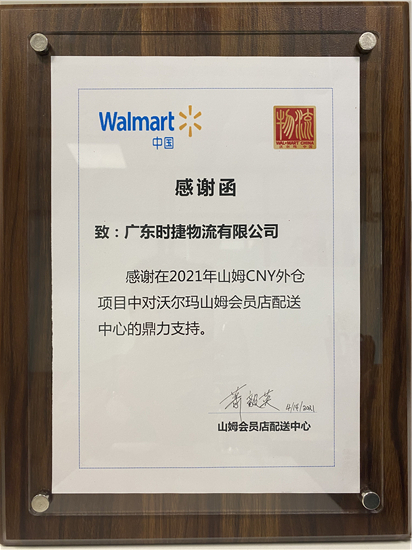 Walmart
中国
物流
WAL★MART CHINA
感谢函
致：广东时捷物流有限公司
感谢在2021年山姆CNY外仓
项目中对沃尔玛山姆会员店配送
中心的鼎力支持。
山姆会员店配送中心